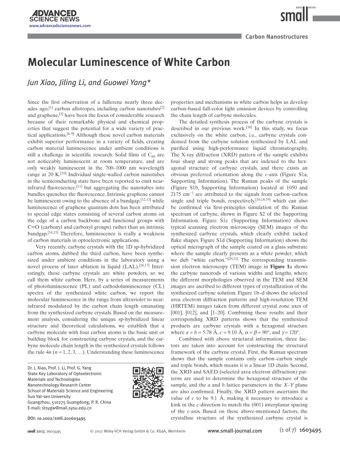 ADVANCED
SCIENCE NEWS
www.advancedsciencenews.com
small
Carbon Nanostructures
Molecular Luminescence of White Carbon
Jun Xiao, Jiling Li, and Guowei Yang*
Since the first observation of a fullerene nearly three dec-
ades ago,[1] carbon allotropes, including carbon nanotubes[2]
and graphene,[3] have been the focus of considerable research
because of their remarkable physical and chemical prop-
erties that suggest the potential for a wide variety of prac-
tical applications.[4–9] Although these novel carbon materials
exhibit superior performance in a variety of fields, creating
carbon material luminescence under ambient conditions is
still a challenge in scientific research. Solid films of C60 are
not noticeably luminescent at room temperature, and are
only weakly luminescent in the 700–1000 nm wavelength
range at 20 K.[10] Individual single-walled carbon nanotubes
in the semiconducting state have been reported to emit near-
infrared fluorescence,[11] but aggregating the nanotubes into
bundles quenches the fluorescence. Intrinsic graphene cannot
be luminescent owing to the absence of a bandgap,[12,13] while
luminescence of graphene quantum dots has been attributed
to special edge states consisting of several carbon atoms on
the edge of a carbon backbone and functional groups with
C=O (carbonyl and carboxyl groups) rather than an intrinsic
bandgap.[14,15] Therefore, luminescence is really a weakness
of carbon materials in optoelectronic applications.
Very recently, carbyne crystals with the 1D sp-hybridized
carbon atoms, dubbed the third carbon, have been synthe-
sized under ambient conditions in the laboratory using a
novel process of laser ablation in liquid (LAL).[16,17] Inter-
estingly, these carbyne crystals are white powders, so we
call them white carbon. Here, by a series of measurements
of photoluminescence (PL) and cathodoluminescence (CL)
spectra of the synthesized white carbon, we report the
molecular luminescence in the range from ultraviolet to near-
infrared modulated by the carbon chain length emanating
from the synthesized carbyne crystals. Based on the measure-
ment analysis, considering the unique sp-hybridized linear
structure and theoretical calculations, we establish that a
carbyne molecule with four carbon atoms is the basic unit or
building block for constructing carbyne crystals, and the car-
byne molecule chain length in the synthesized crystals follows
the rule 4n (n = 1, 2, 3, ...). Understanding these luminescence
properties and mechanisms in white carbon helps us develop
carbon-based full-color light emission devices by controlling
the chain length of carbyne molecules.
The detailed synthesis process of the carbyne crystals is
described in our previous work.[16] In this study, we focus
completely on the white carbon, i.e., carbyne crystals con-
densed from the carbyne solution synthesized by LAL and
purified using high-performance liquid chromatography.
The X-ray diffraction (XRD) pattern of the sample exhibits
four sharp and strong peaks that are indexed to the hex-
agonal structure of carbyne crystals, and there exists an
obvious preferred orientation along the c-axis (Figure S1a,
Supporting Information). The Raman peaks of the sample
(Figure S1b, Supporting Information) located at 1050 and
2175 cm−1 are attributed to the signals from carbon–carbon
single and triple bonds, respectively,[16,18,19] which can also
be confirmed via first-principles simulation of the Raman
spectrum of carbyne, shown in Figure S2 of the Supporting
Information. Figure S1c (Supporting Information) shows
typical scanning electron microscopy (SEM) images of the
synthesized carbyne crystals, which clearly exhibit tacked
flake shapes. Figure S1d (Supporting Information) shows the
optical micrograph of the sample coated on a glass substrate
where the sample clearly presents as a white powder, which
we dub “white carbon.”[20,21] The corresponding transmis-
sion electron microscopy (TEM) image in Figure 1a shows
the carbyne nanorods of various widths and lengths, where
the different morphologies observed in the TEM and SEM
images are ascribed to different types of crystallization of the
synthesized carbyne crystals. Figure 1b–d shows the selected
area electron diffraction patterns and high-resolution TEM
(HRTEM) images taken from different crystal zone axes of
[001], [012], and [1–20]. Combining these results and their
corresponding XRD patterns shows that the synthesized
products are carbyne crystals with a hexagonal structure
where a = b = 5.78 Å, c = 9.10 Å, α = β = 90°, and γ = 120°.
Combined with above structural information, three fac-
tors are taken into account for constructing the structural
framework of the carbyne crystal. First, the Raman spectrum
shows that the sample contains only carbon–carbon single
and triple bonds, which means it is a linear 1D chain. Second,
the XRD and SAED (selected area electron diffraction) pat-
terns are used to determine the hexagonal structure of the
sample, and the a and b lattice parameters in the X–Y plane
are also confirmed. Finally, the XRD pattern ascertains the
value of c to be 9.1 Å, making it necessary to introduce a
kink in the c-direction to match the (001) interplanar spacing
of the c-axis. Based on these above-mentioned factors, the
crystalline structure of the synthesized carbyne crystal is
Dr. J. Xiao, Prof. J. Li, Prof. G. Yang
State Key Laboratory of Optoelectronic
Materials and Technologies
Nanotechnology Research Center
School of Materials Science and Engineering
Sun Yat-sen University
Guangzhou, 510275 Guangdong, P. R. China
E-mail: stsygw@mail.sysu.edu.cn
DOI: 10.1002/smll.201603495
small 2017, 1603495
© 2017 WILEY-VCH Verlag GmbH & Co. KGaA, Weinheim
www.small-journal.com
(1 of 7) 1603495